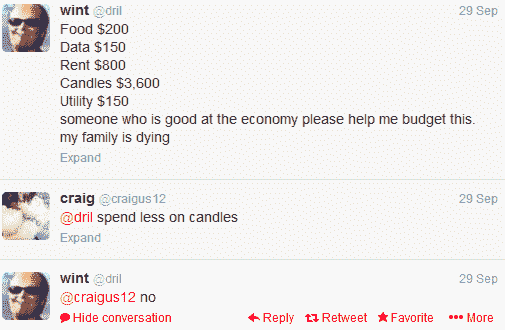 wint @dril 29 Sep
Food $200
Data $150
Rent $800
Candles $3,600
Utility $150
someone who is good at the economy please help me budget this.
my family is dying
Expand
craig @craigus12 29 Sep
@dril spend less on candles
Expand
wint @dril 29 Sep
@craigus12 no
Hide conversation Reply Retweet Favorite More